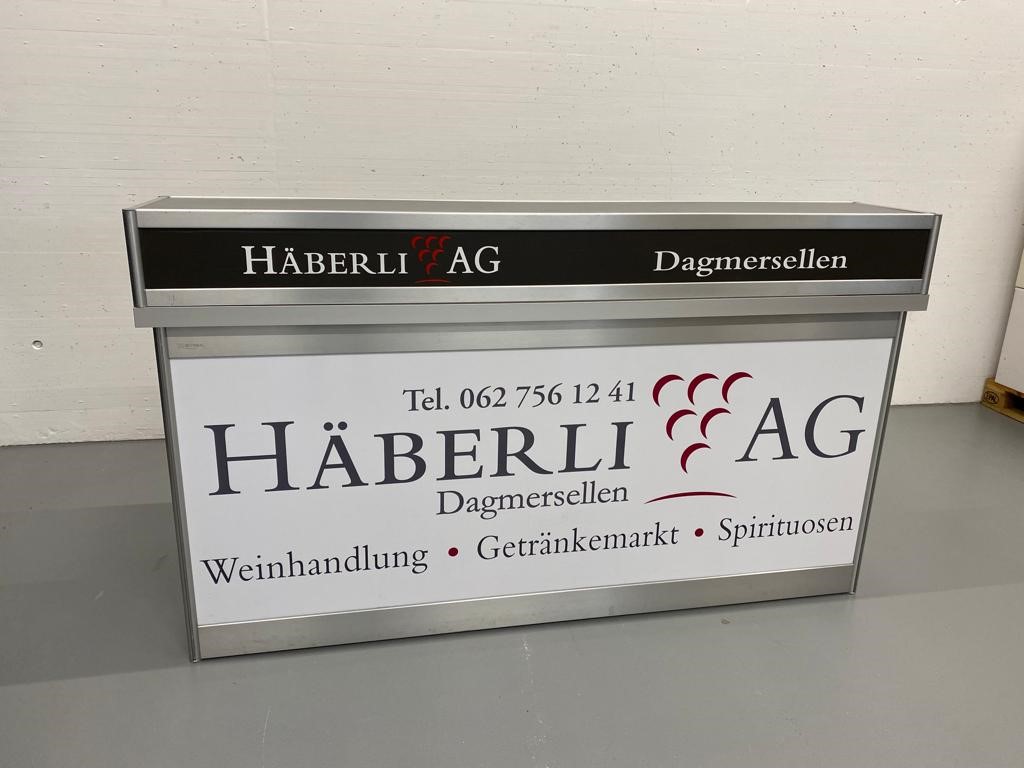 HÄBERLI AG Dagmersellen
Tel. 062 756 12 41
HÄBERLI AG
Dagmersellen
Weinhandlung • Getränkemarkt • Spirituosen